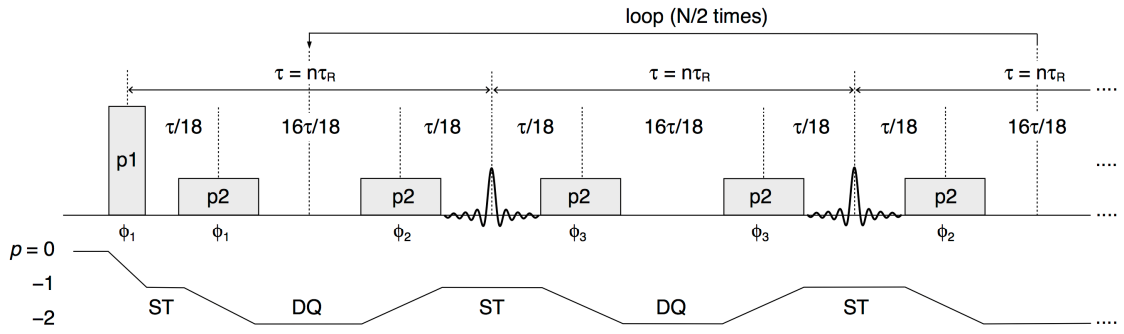 loop (N/2 times)
τ = nτR τ = nτR τ = nτR ....
τ/18 16τ/18 τ/18 τ/18 16τ/18 τ/18 τ/18 16τ/18
p1 ....
p2 p2 p2 p2 p2
....
ϕ1 ϕ1 ϕ2 ϕ3 ϕ3 ϕ2
p = 0
−1
ST DQ ST DQ ST
−2 ....